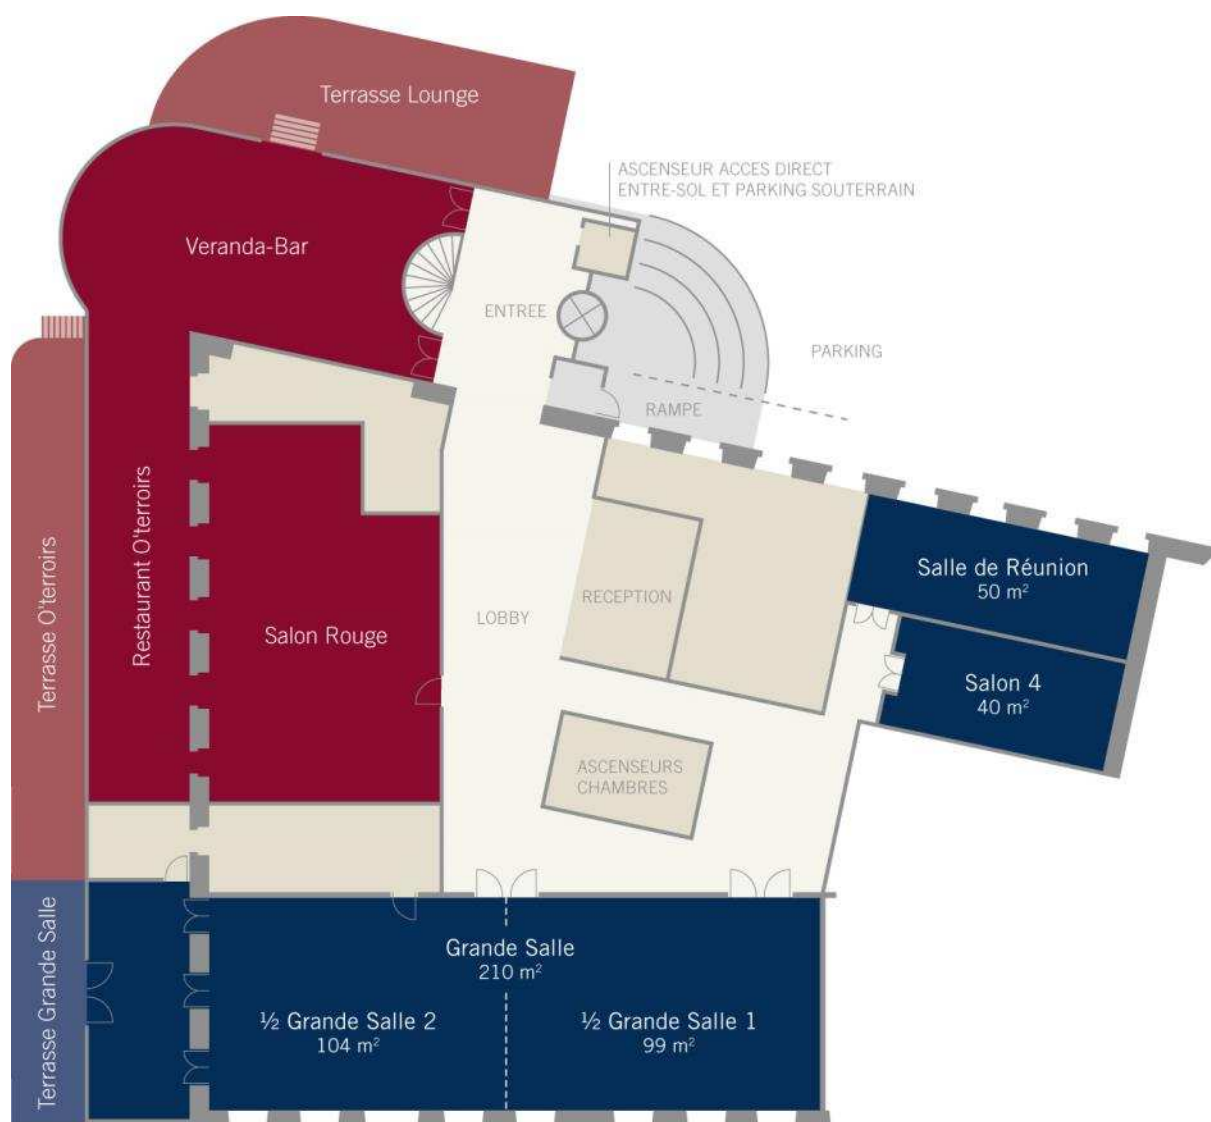 Terrasse Lounge
ASCENSEUR ACCES DIRECT
ENTRE-SOL ET PARKING SOUTERRAIN
Veranda-Bar
ENTREE
PARKING
RAMPE
Terrasse O'terroirs
Restaurant O'terroirs
Salon Rouge
LOBBY
RECEPTION
Salle de Réunion
50 m²
Salon 4
40 m²
ASCENSEURS
CHAMBRES
Terrasse Grande Salle
Grande Salle
210 m²
½ Grande Salle 2
104 m²
½ Grande Salle 1
99 m²